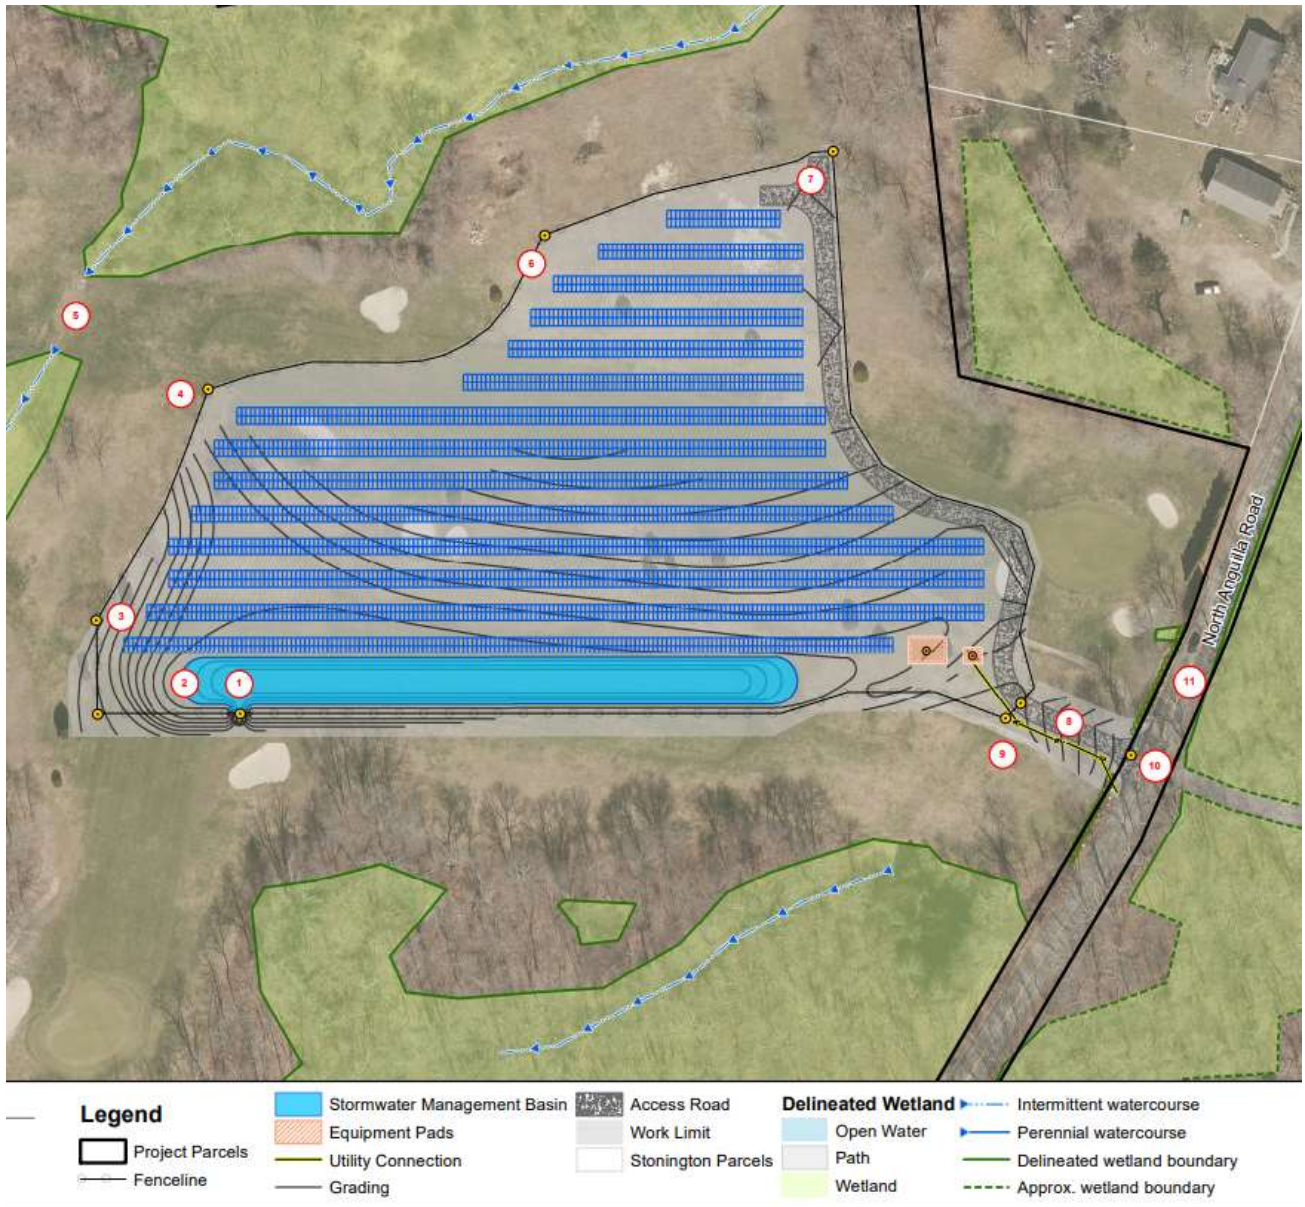 7
6
5
4
3
2
1
8
9
10
11
North Anguilla Road
Legend
Project Parcels
Fenceline
Stormwater Management Basin
Equipment Pads
Utility Connection
Grading
Access Road
Work Limit
Stonington Parcels
Delineated Wetland
Open Water
Path
Wetland
Intermittent watercourse
Perennial watercourse
Delineated wetland boundary
Approx. wetland boundary